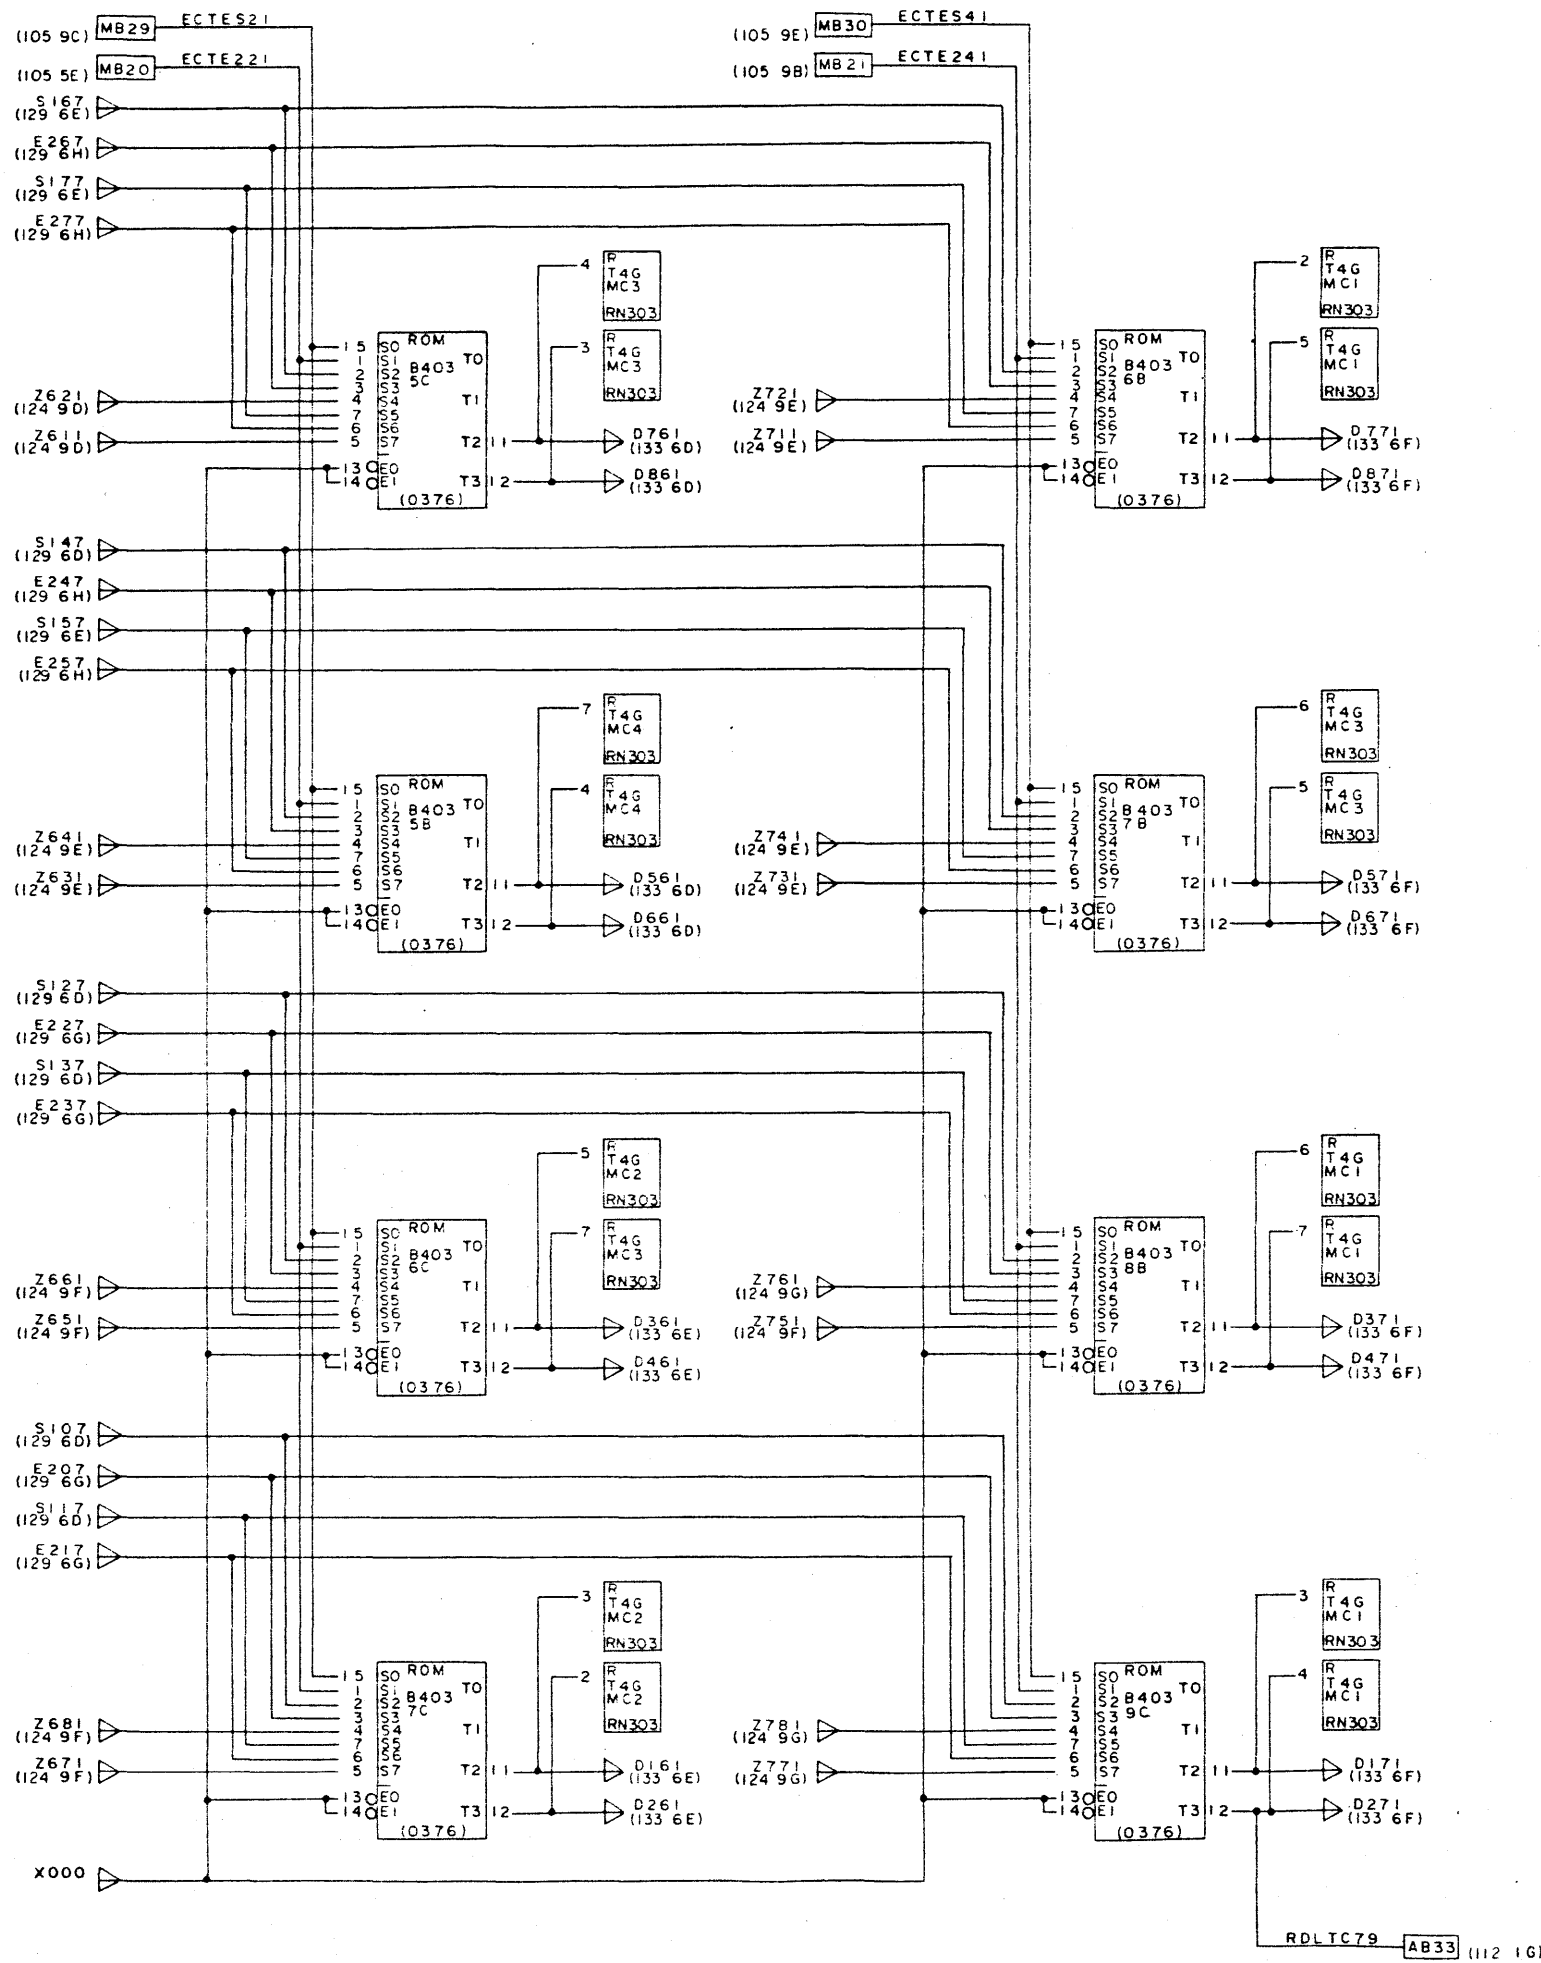 (105 9C) MB29 ECTES21
(105 5E) MB20 ECTE221
(105 9E) MB30 ECTES41
(105 9B) MB21 ECTE241
S167
(129 6E)
E267
(129 6H)
S177
(129 6E)
E277
(129 6H)
4
R
T4G
MC3
RN303
3
R
T4G
MC3
RN303
2
R
T4G
MC1
RN303
5
R
T4G
MC1
RN303
Z621
(124 9D)
Z611
(124 9D)
15 S0 ROM
1 S1 B403 T0
2 S2 5C
3 S3
4 S4 T1
7 S5
6 S6
5 S7 T2 11
13 E0
14 E1 T3 12
(0376)
D761
(133 6D)
D861
(133 6D)
Z721
(124 9E)
Z711
(124 9E)
15 S0 ROM
1 S1 B403 T0
2 S2 6B
3 S3
4 S4 T1
7 S5
6 S6
5 S7 T2 11
13 E0
14 E1 T3 12
(0376)
D771
(133 6F)
D871
(133 6F)
S147
(129 6D)
E247
(129 6H)
S157
(129 6E)
E257
(129 6H)
7
R
T4G
MC4
RN303
4
R
T4G
MC4
RN303
6
R
T4G
MC3
RN303
5
R
T4G
MC3
RN303
Z641
(124 9E)
Z631
(124 9E)
15 S0 ROM
1 S1 B403 T0
2 S2 5B
3 S3
4 S4 T1
7 S5
6 S6
5 S7 T2 11
13 E0
14 E1 T3 12
(0376)
D561
(133 6D)
D661
(133 6D)
Z741
(124 9E)
Z731
(124 9E)
15 S0 ROM
1 S1 B403 T0
2 S2 7B
3 S3
4 S4 T1
7 S5
6 S6
5 S7 T2 11
13 E0
14 E1 T3 12
(0376)
D571
(133 6F)
D671
(133 6F)
S127
(129 6D)
E227
(129 6G)
S137
(129 6D)
E237
(129 6G)
5
R
T4G
MC2
RN303
7
R
T4G
MC3
RN303
6
R
T4G
MC1
RN303
7
R
T4G
MC1
RN303
Z661
(124 9F)
Z651
(124 9F)
15 S0 ROM
1 S1 B403 T0
2 S2 6C
3 S3
4 S4 T1
7 S5
6 S6
5 S7 T2 11
13 E0
14 E1 T3 12
(0376)
D361
(133 6E)
D461
(133 6E)
Z761
(124 9G)
Z751
(124 9F)
15 S0 ROM
1 S1 B403 T0
2 S2 8B
3 S3
4 S4 T1
7 S5
6 S6
5 S7 T2 11
13 E0
14 E1 T3 12
(0376)
D371
(133 6F)
D471
(133 6F)
S107
(129 6D)
E207
(129 6G)
S117
(129 6D)
E217
(129 6G)
3
R
T4G
MC2
RN303
2
R
T4G
MC2
RN303
3
R
T4G
MC1
RN303
4
R
T4G
MC1
RN303
Z681
(124 9F)
Z671
(124 9F)
15 S0 ROM
1 S1 B403 T0
2 S2 7C
3 S3
4 S4 T1
7 S5
6 S6
5 S7 T2 11
13 E0
14 E1 T3 12
(0376)
D161
(133 6E)
D261
(133 6E)
Z781
(124 9G)
Z771
(124 9G)
15 S0 ROM
1 S1 B403 T0
2 S2 9C
3 S3
4 S4 T1
7 S5
6 S6
5 S7 T2 11
13 E0
14 E1 T3 12
(0376)
D171
(133 6F)
D271
(133 6F)
X000
RDLTC79 AB33 (112 1G)